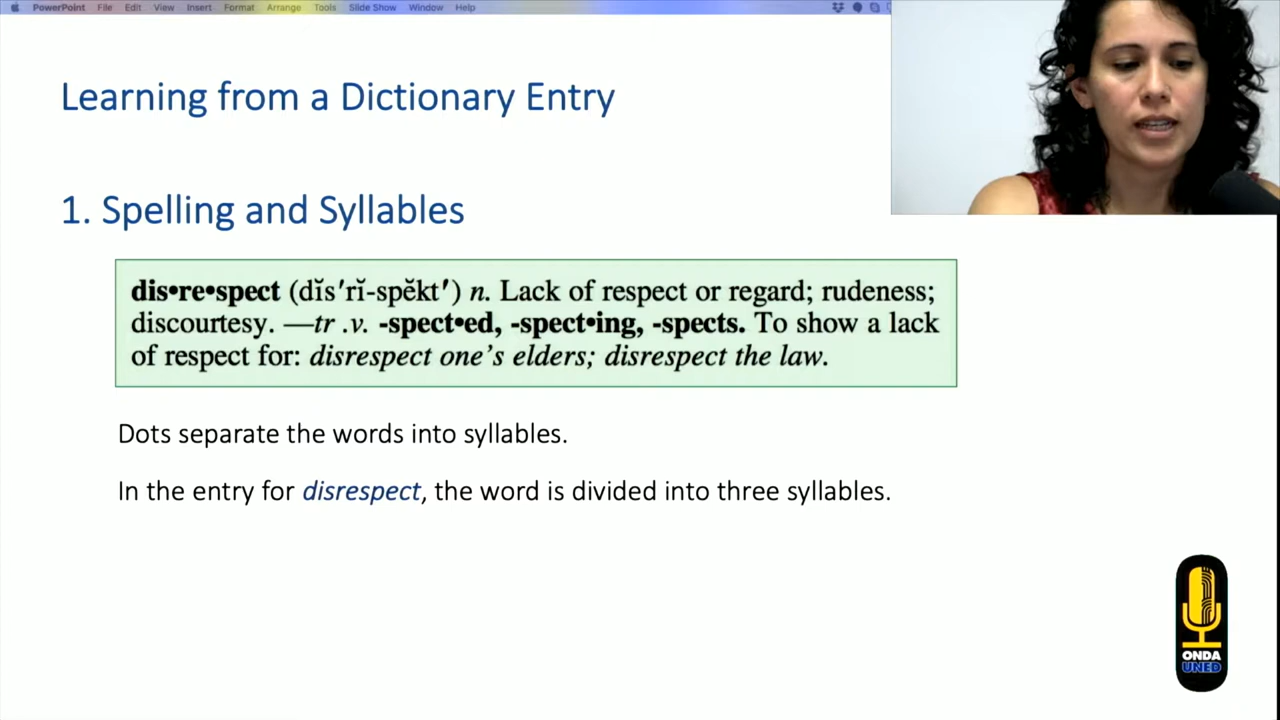 PowerPoint File Edit View Insert Format Arrange Tools Slide Show Window Help
Learning from a Dictionary Entry
1. Spelling and Syllables
dis•re•spect (dĭs′rĭ-spĕkt′) n. Lack of respect or regard; rudeness;
discourtesy. —tr .v. -spect•ed, -spect•ing, -spects. To show a lack
of respect for: disrespect one’s elders; disrespect the law.
Dots separate the words into syllables.
In the entry for disrespect, the word is divided into three syllables.
ONDA
UNED